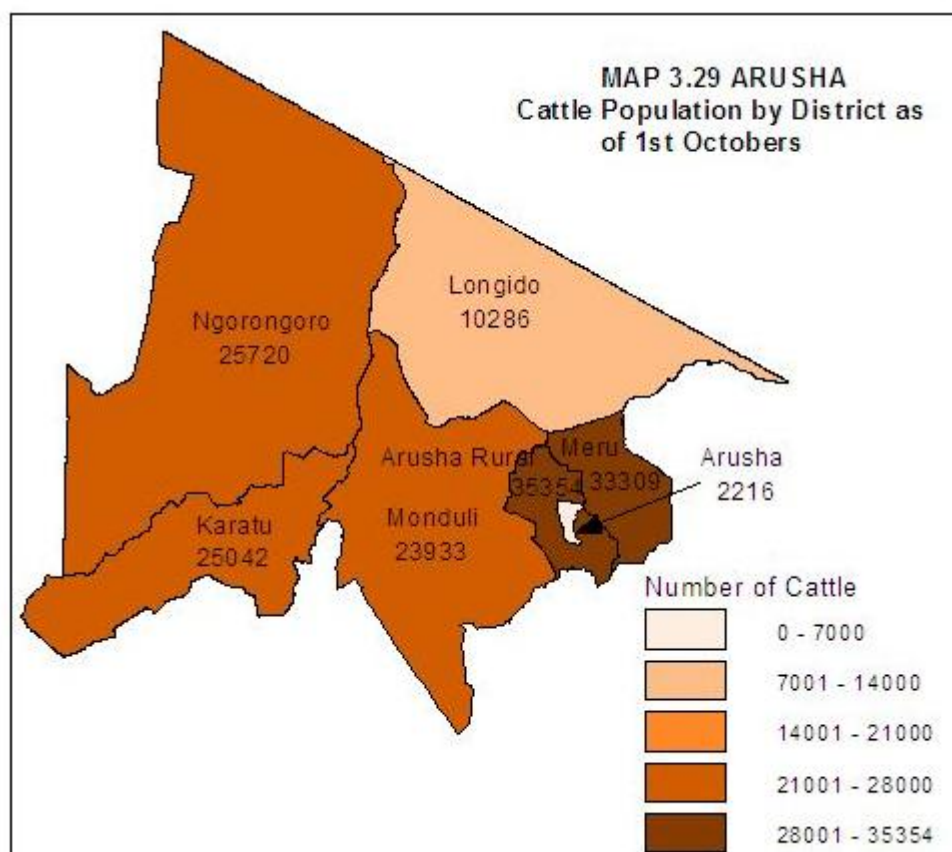 MAP 3.29 ARUSHA
Cattle Population by District as
of 1st Octobers
Longido
10286
Ngorongoro
25720
Arusha Rural
35354
Meru
33309
Arusha
2216
Monduli
23933
Karatu
25042
Number of Cattle
0 - 7000
7001 - 14000
14001 - 21000
21001 - 28000
28001 - 35354